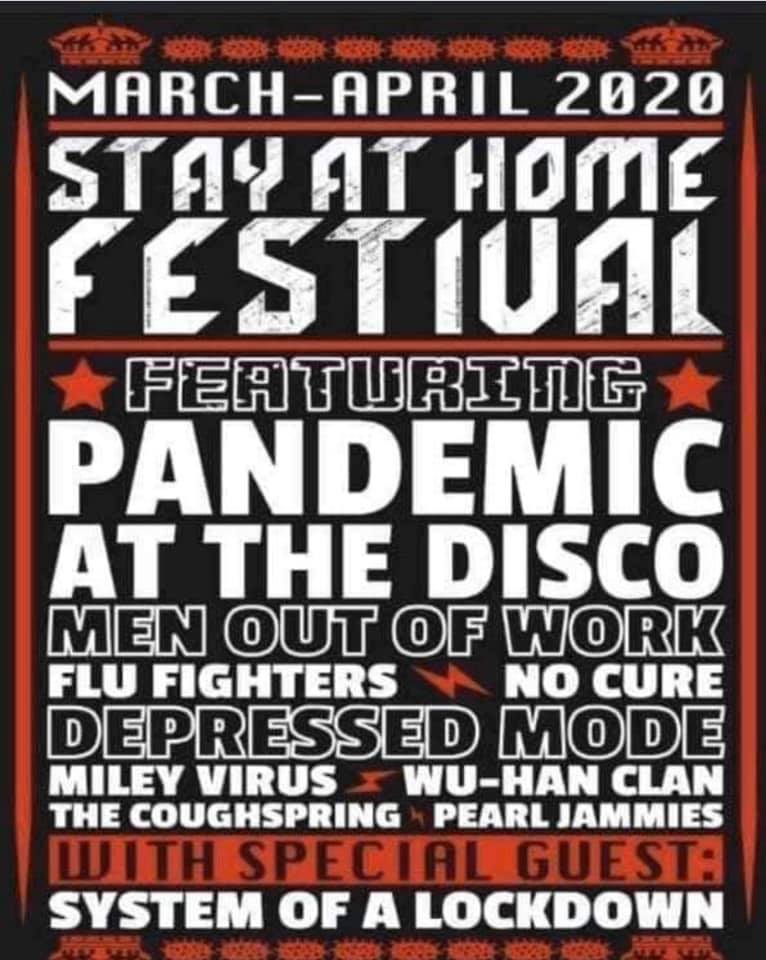 MARCH-APRIL 2020
STAY AT HOME
FESTIVAL
FEATURING
PANDEMIC
AT THE DISCO
MEN OUT OF WORK
FLU FIGHTERS NO CURE
DEPRESSED MODE
MILEY VIRUS WU-HAN CLAN
THE COUGHSPRING PEARL JAMMIES
WITH SPECIAL GUEST:
SYSTEM OF A LOCKDOWN